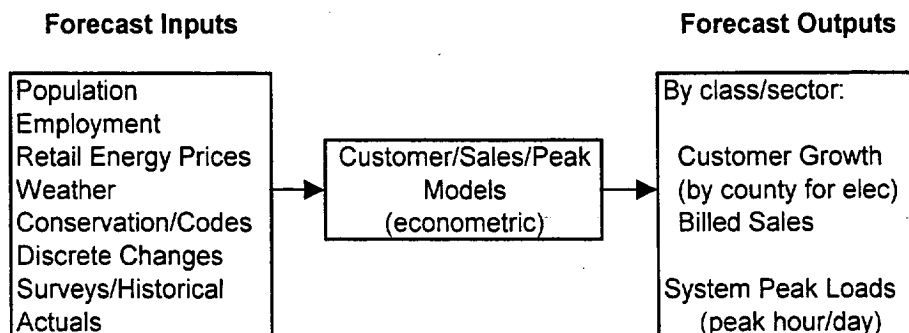 Forecast Inputs
Population
Employment
Retail Energy Prices
Weather
Conservation/Codes
Discrete Changes
Surveys/Historical
Actuals
Customer/Sales/Peak
Models
(econometric)
Forecast Outputs
By class/sector:
Customer Growth
(by county for elec)
Billed Sales
System Peak Loads
(peak hour/day)